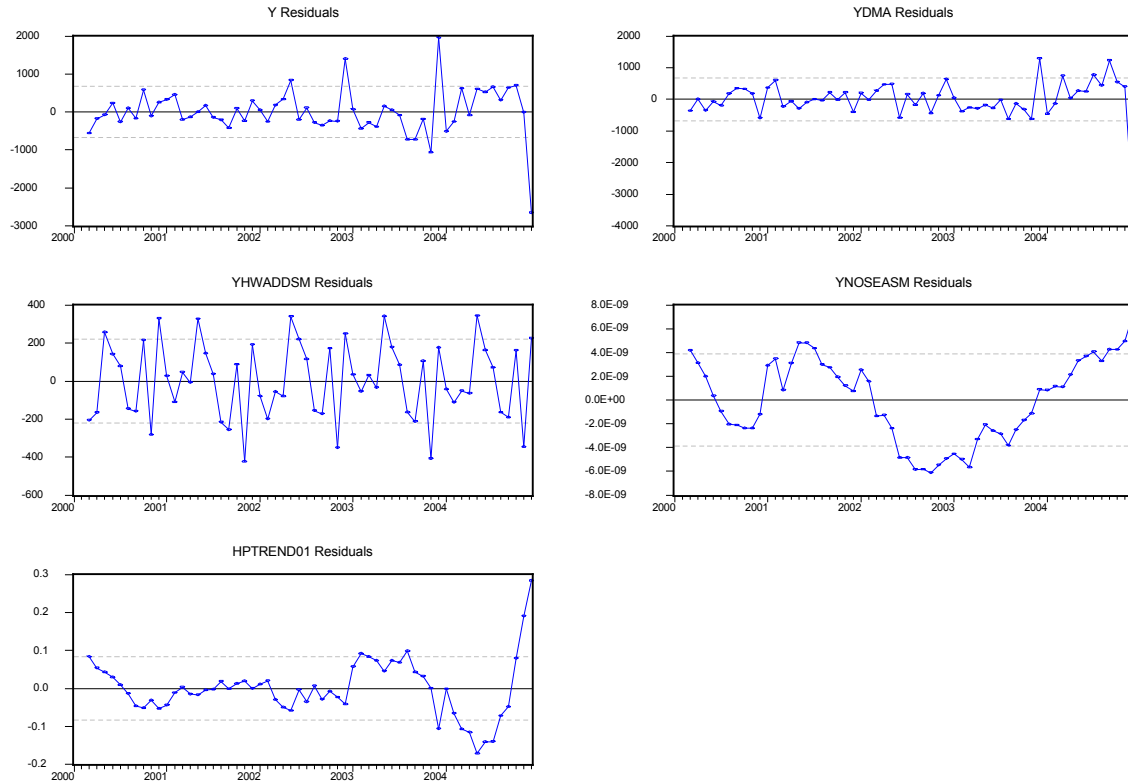 Y Residuals
2000
1000
0
-1000
-2000
-3000
2000 2001 2002 2003 2004
YDMA Residuals
2000
1000
0
-1000
-2000
-3000
-4000
2000 2001 2002 2003 2004
YHWADDSM Residuals
400
200
0
-200
-400
-600
2000 2001 2002 2003 2004
YNOSEASM Residuals
8.0E-09
6.0E-09
4.0E-09
2.0E-09
0.0E+00
-2.0E-09
-4.0E-09
-6.0E-09
-8.0E-09
2000 2001 2002 2003 2004
HPTREND01 Residuals
0.3
0.2
0.1
0.0
-0.1
-0.2
2000 2001 2002 2003 2004